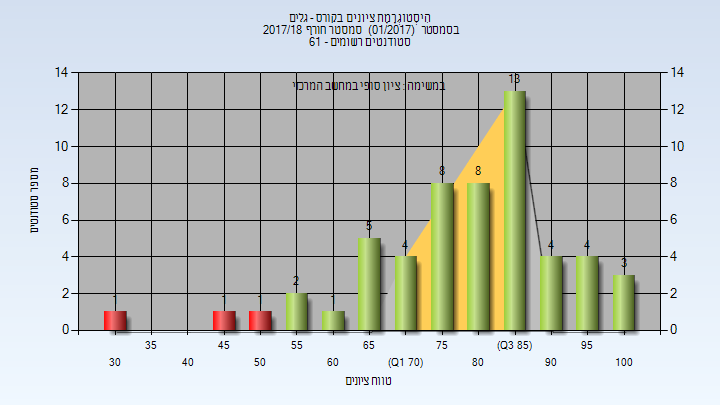 היסטוגרמת ציונים בקורס - גלים
בסמסטר (01/2017) סמסטר חורף 2017/18
סטודנטים רשומים - 61
במשימה : ציון סופי במחשב המרכזי
מספר סטודנטים
14 14
12 12
10 10
8 8
6 6
4 4
2 2
0 0
1 1 1 2 1 5 4 8 8 13 4 4 3
35 45 55 65 75 (Q3 85) 95
30 40 50 60 (Q1 70) 80 90 100
טווח ציונים